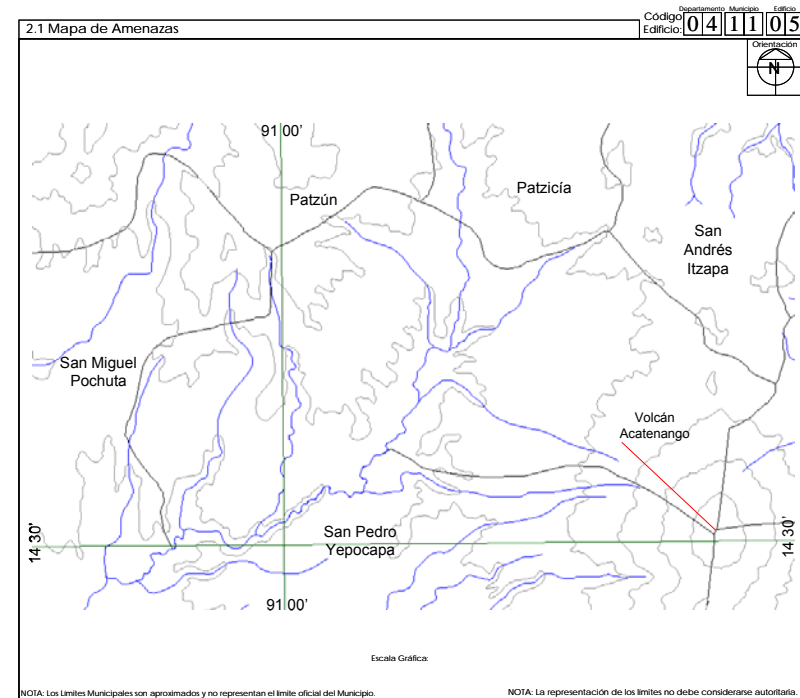 Departamento Municipio Edificio
Código Edificio: 0 4 1 1 0 5
2.1 Mapa de Amenazas
Orientación
N
91 00'
Patzún
Patzicía
San
Andrés
Itzapa
San Miguel
Pochuta
Volcán
Acatenango
14 30'
San Pedro
Yepocapa
14 30'
91 00'
Escala Gráfica:
NOTA: Los Limites Municipales son aproximados y no representan el limite oficial del Municipio.
NOTA: La representación de los limites no debe considerarse autoritaria.